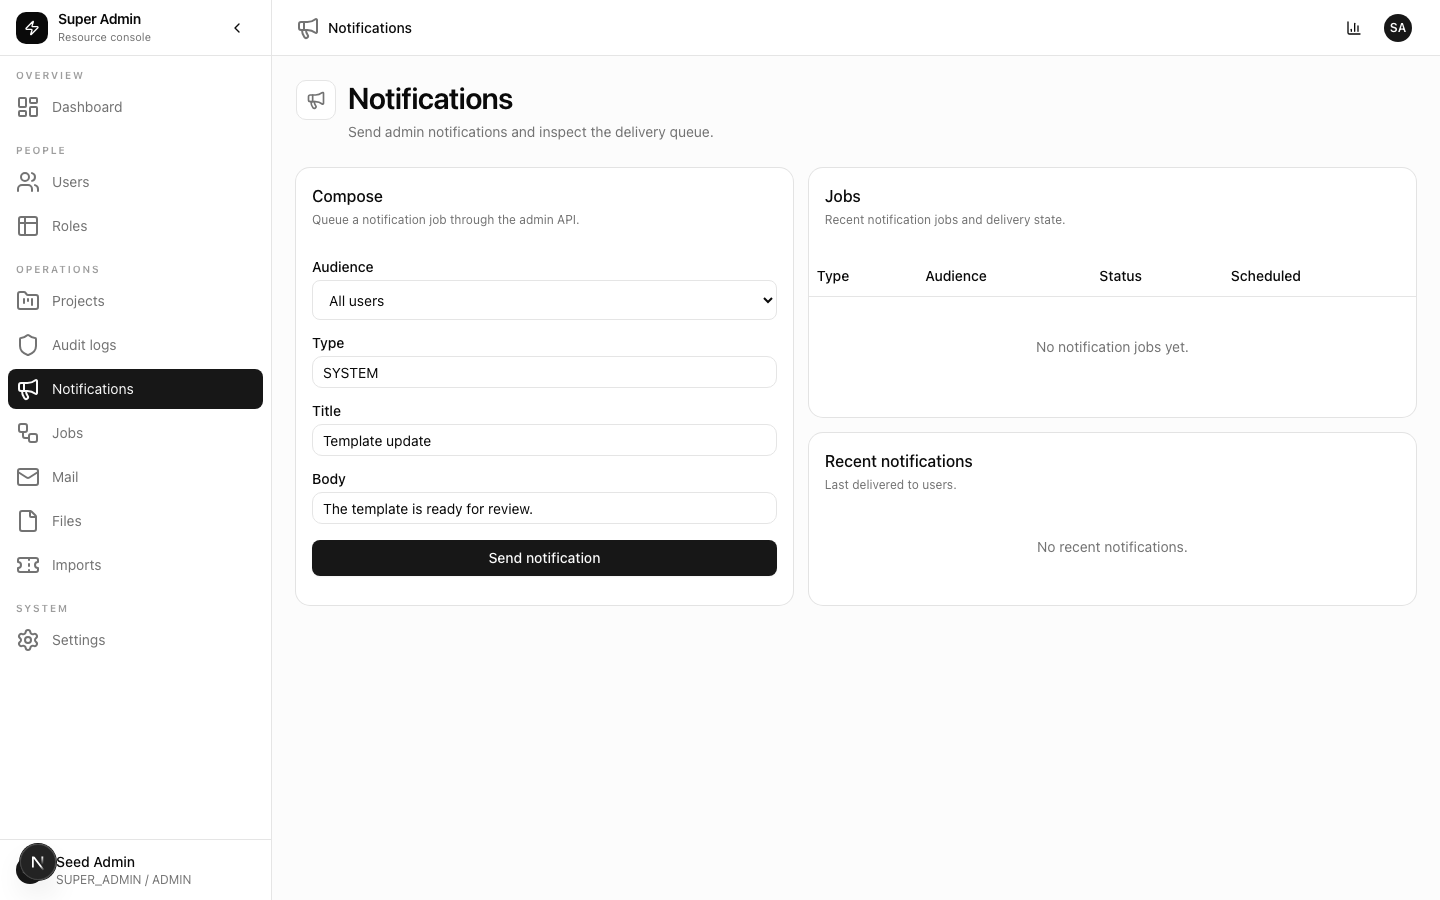 Super Admin
Resource console
OVERVIEW
Dashboard
PEOPLE
Users
Roles
OPERATIONS
Projects
Audit logs
Notifications
Jobs
Mail
Files
Imports
SYSTEM
Settings
N
Seed Admin
SUPER_ADMIN / ADMIN
Notifications
SA
Notifications
Send admin notifications and inspect the delivery queue.
Compose
Queue a notification job through the admin API.
Audience
All users
Type
SYSTEM
Title
Template update
Body
The template is ready for review.
Send notification
Jobs
Recent notification jobs and delivery state.
Type Audience Status Scheduled
No notification jobs yet.
Recent notifications
Last delivered to users.
No recent notifications.